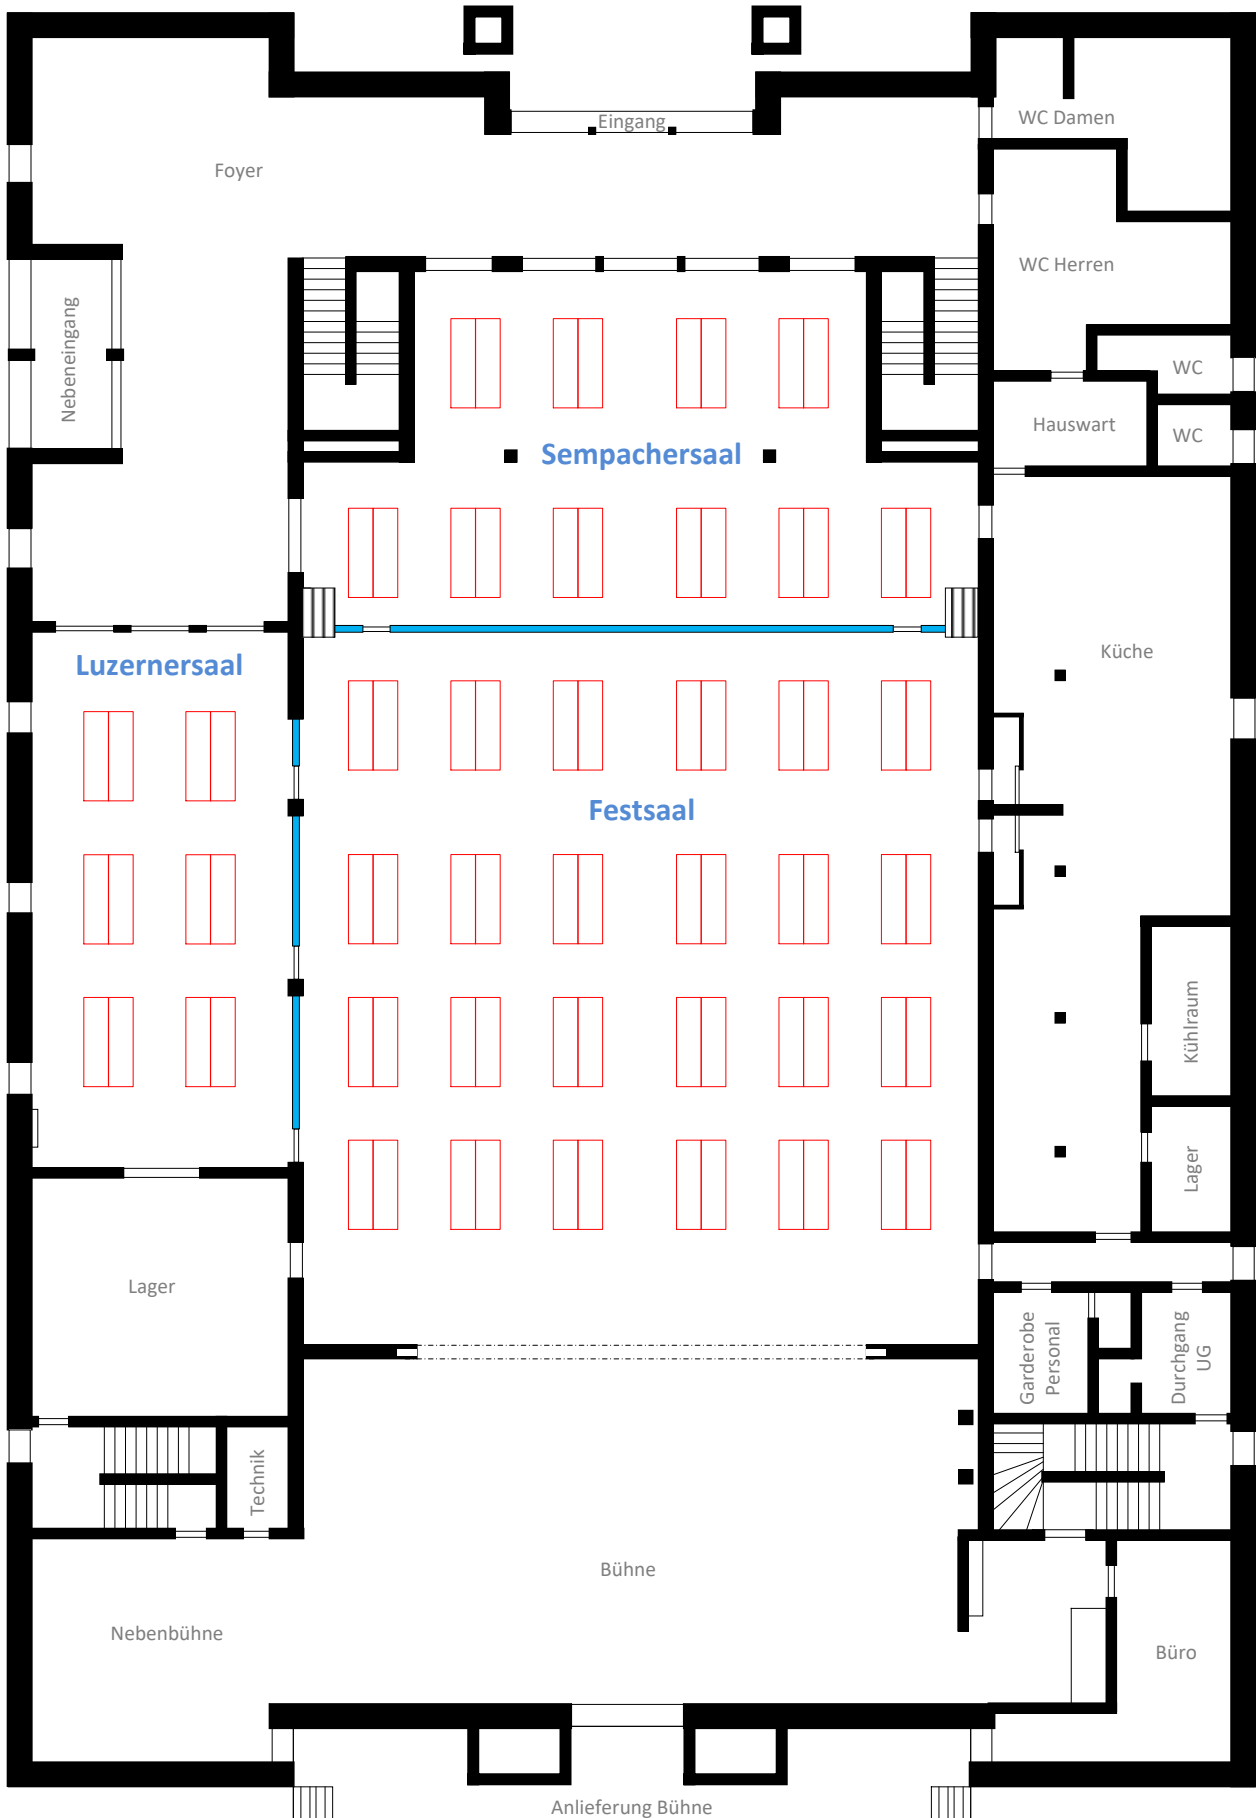 Eingang
WC Damen
Foyer
WC Herren
Nebeneingang
WC
Hauswart
WC
Sempachersaal
Küche
Luzernersaal
Festsaal
Kühlraum
Lager
Lager
Garderobe
Personal
Durchgang
UG
Technik
Bühne
Nebenbühne
Büro
Anlieferung Bühne